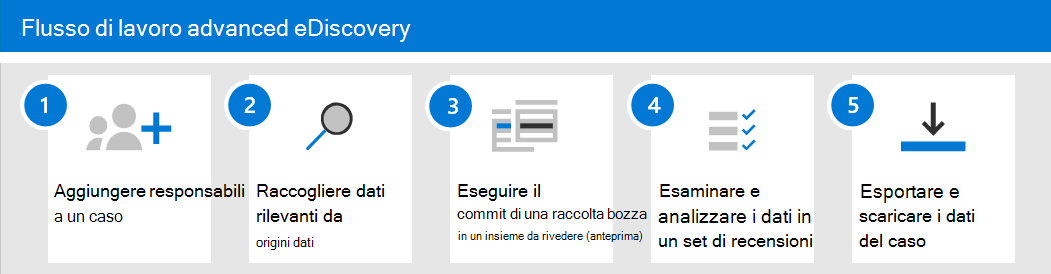 Flusso di lavoro advanced eDiscovery
1
Aggiungere responsabili
a un caso
2
Raccogliere dati
rilevanti da
origini dati
3
Eseguire il
commit di una raccolta bozza
in un insieme da rivedere (anteprima)
4
Esaminare e
analizzare i dati in
un set di recensioni
5
Esportare e
scaricare i dati
del caso